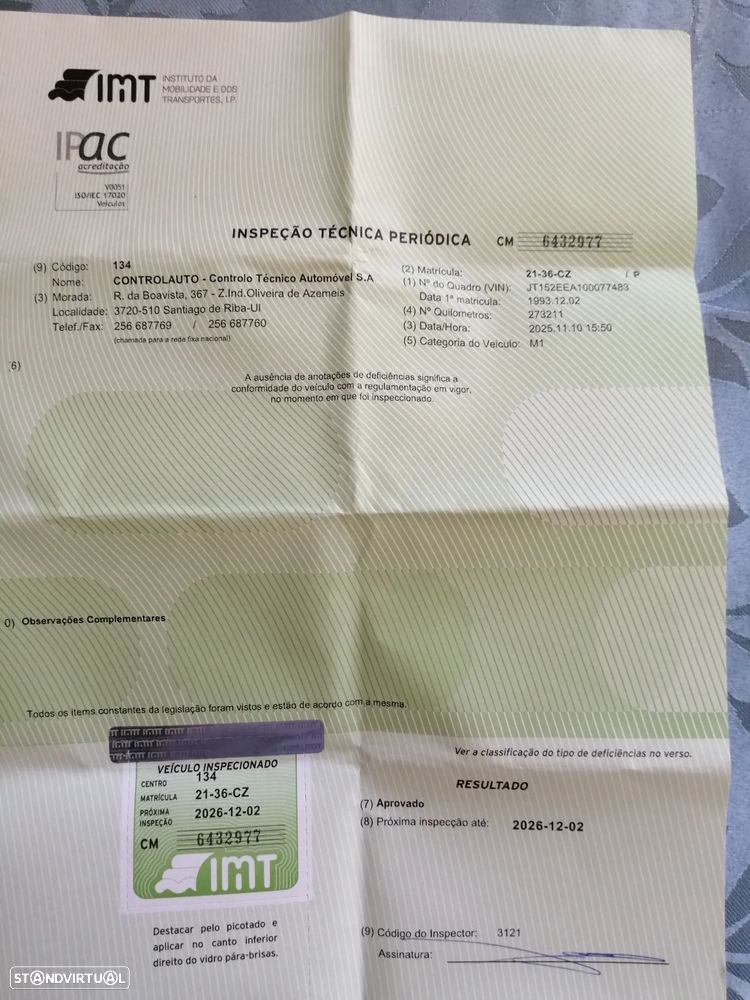 IMT INSTITUTO DA
MOBILIDADE E DOS
TRANSPORTES, I.P.
IPAC
acreditação
V0051
ISO/IEC 17020
Veículos
INSPEÇÃO TÉCNICA PERIÓDICA CM 6432977
(9) Código: 134
Nome: CONTROLAUTO - Controlo Técnico Automóvel S.A
(3) Morada: R. da Boavista, 367 - Z.Ind.Oliveira de Azemeis
Localidade: 3720-510 Santiago de Riba-Ul
Telef./Fax: 256 687769 / 256 687760
(chamada para a rede fixa nacional)
(2) Matrícula: 21-36-CZ / P
(1) Nº do Quadro (VIN): JT152EEA100077483
Data 1ª matricula: 1993.12.02
(4) Nº Quilometros: 273211
(3) Data/Hora: 2025.11.10 15:50
(5) Categoria do Veiculo: M1
6)
A ausência de anotações de deficiências significa a
conformidade do veículo com a regulamentação em vigor,
no momento em que foi inspeccionado.
0) Observações Complementares
Todos os items constantes da legislação foram vistos e estão de acordo com a mesma.
VEÍCULO INSPECIONADO
CENTRO 134
MATRÍCULA 21-36-CZ
PRÓXIMA
INSPEÇÃO 2026-12-02
CM 6432977
IMT
Destacar pelo picotado e
aplicar no canto inferior
direito do vidro pára-brisas.
Ver a classificação do tipo de deficiências no verso.
RESULTADO
(7) Aprovado
(8) Próxima inspecção até: 2026-12-02
(9) Código do Inspector: 3121
Assinatura:
STANDVIRTUAL